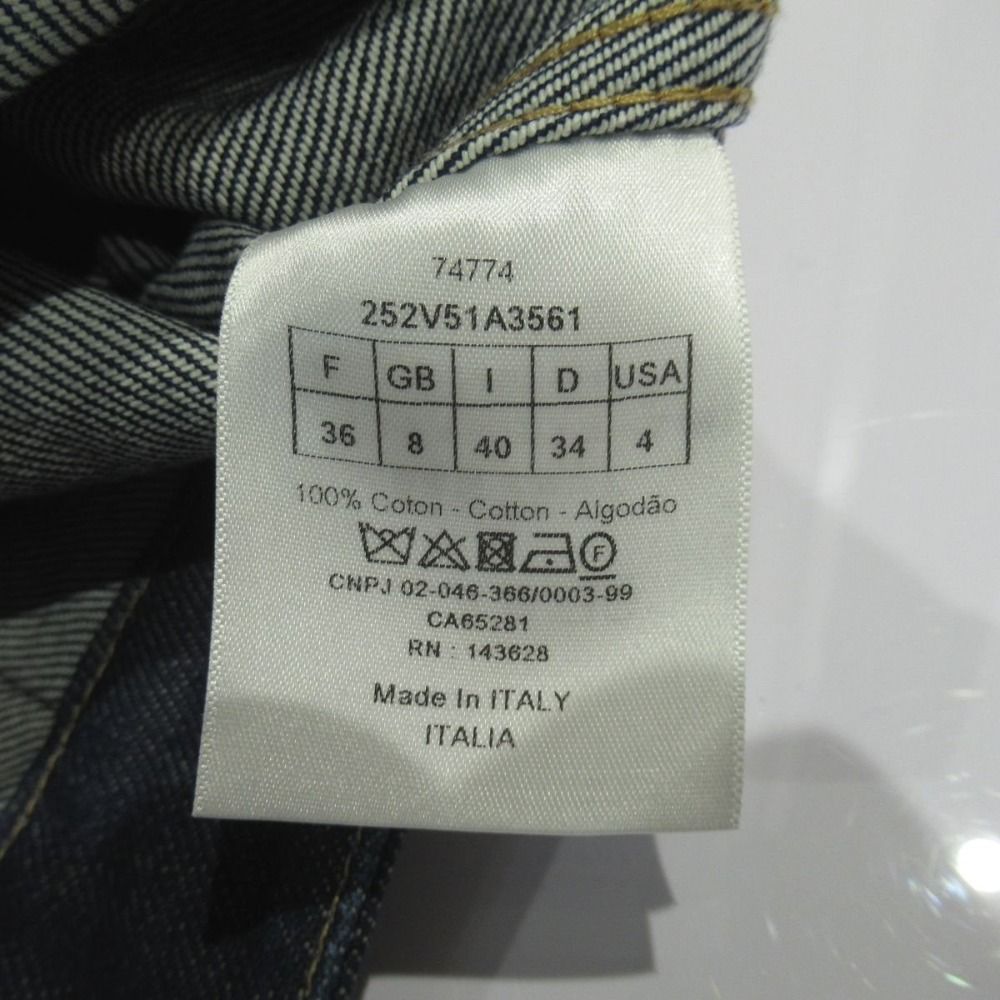 74774
252V51A3561
F GB I D USA
36 8 40 34 4
100% Coton - Cotton - Algodão
F
CNPJ 02-046-366/0003-99
CA65281
RN : 143628
Made In ITALY
ITALIA